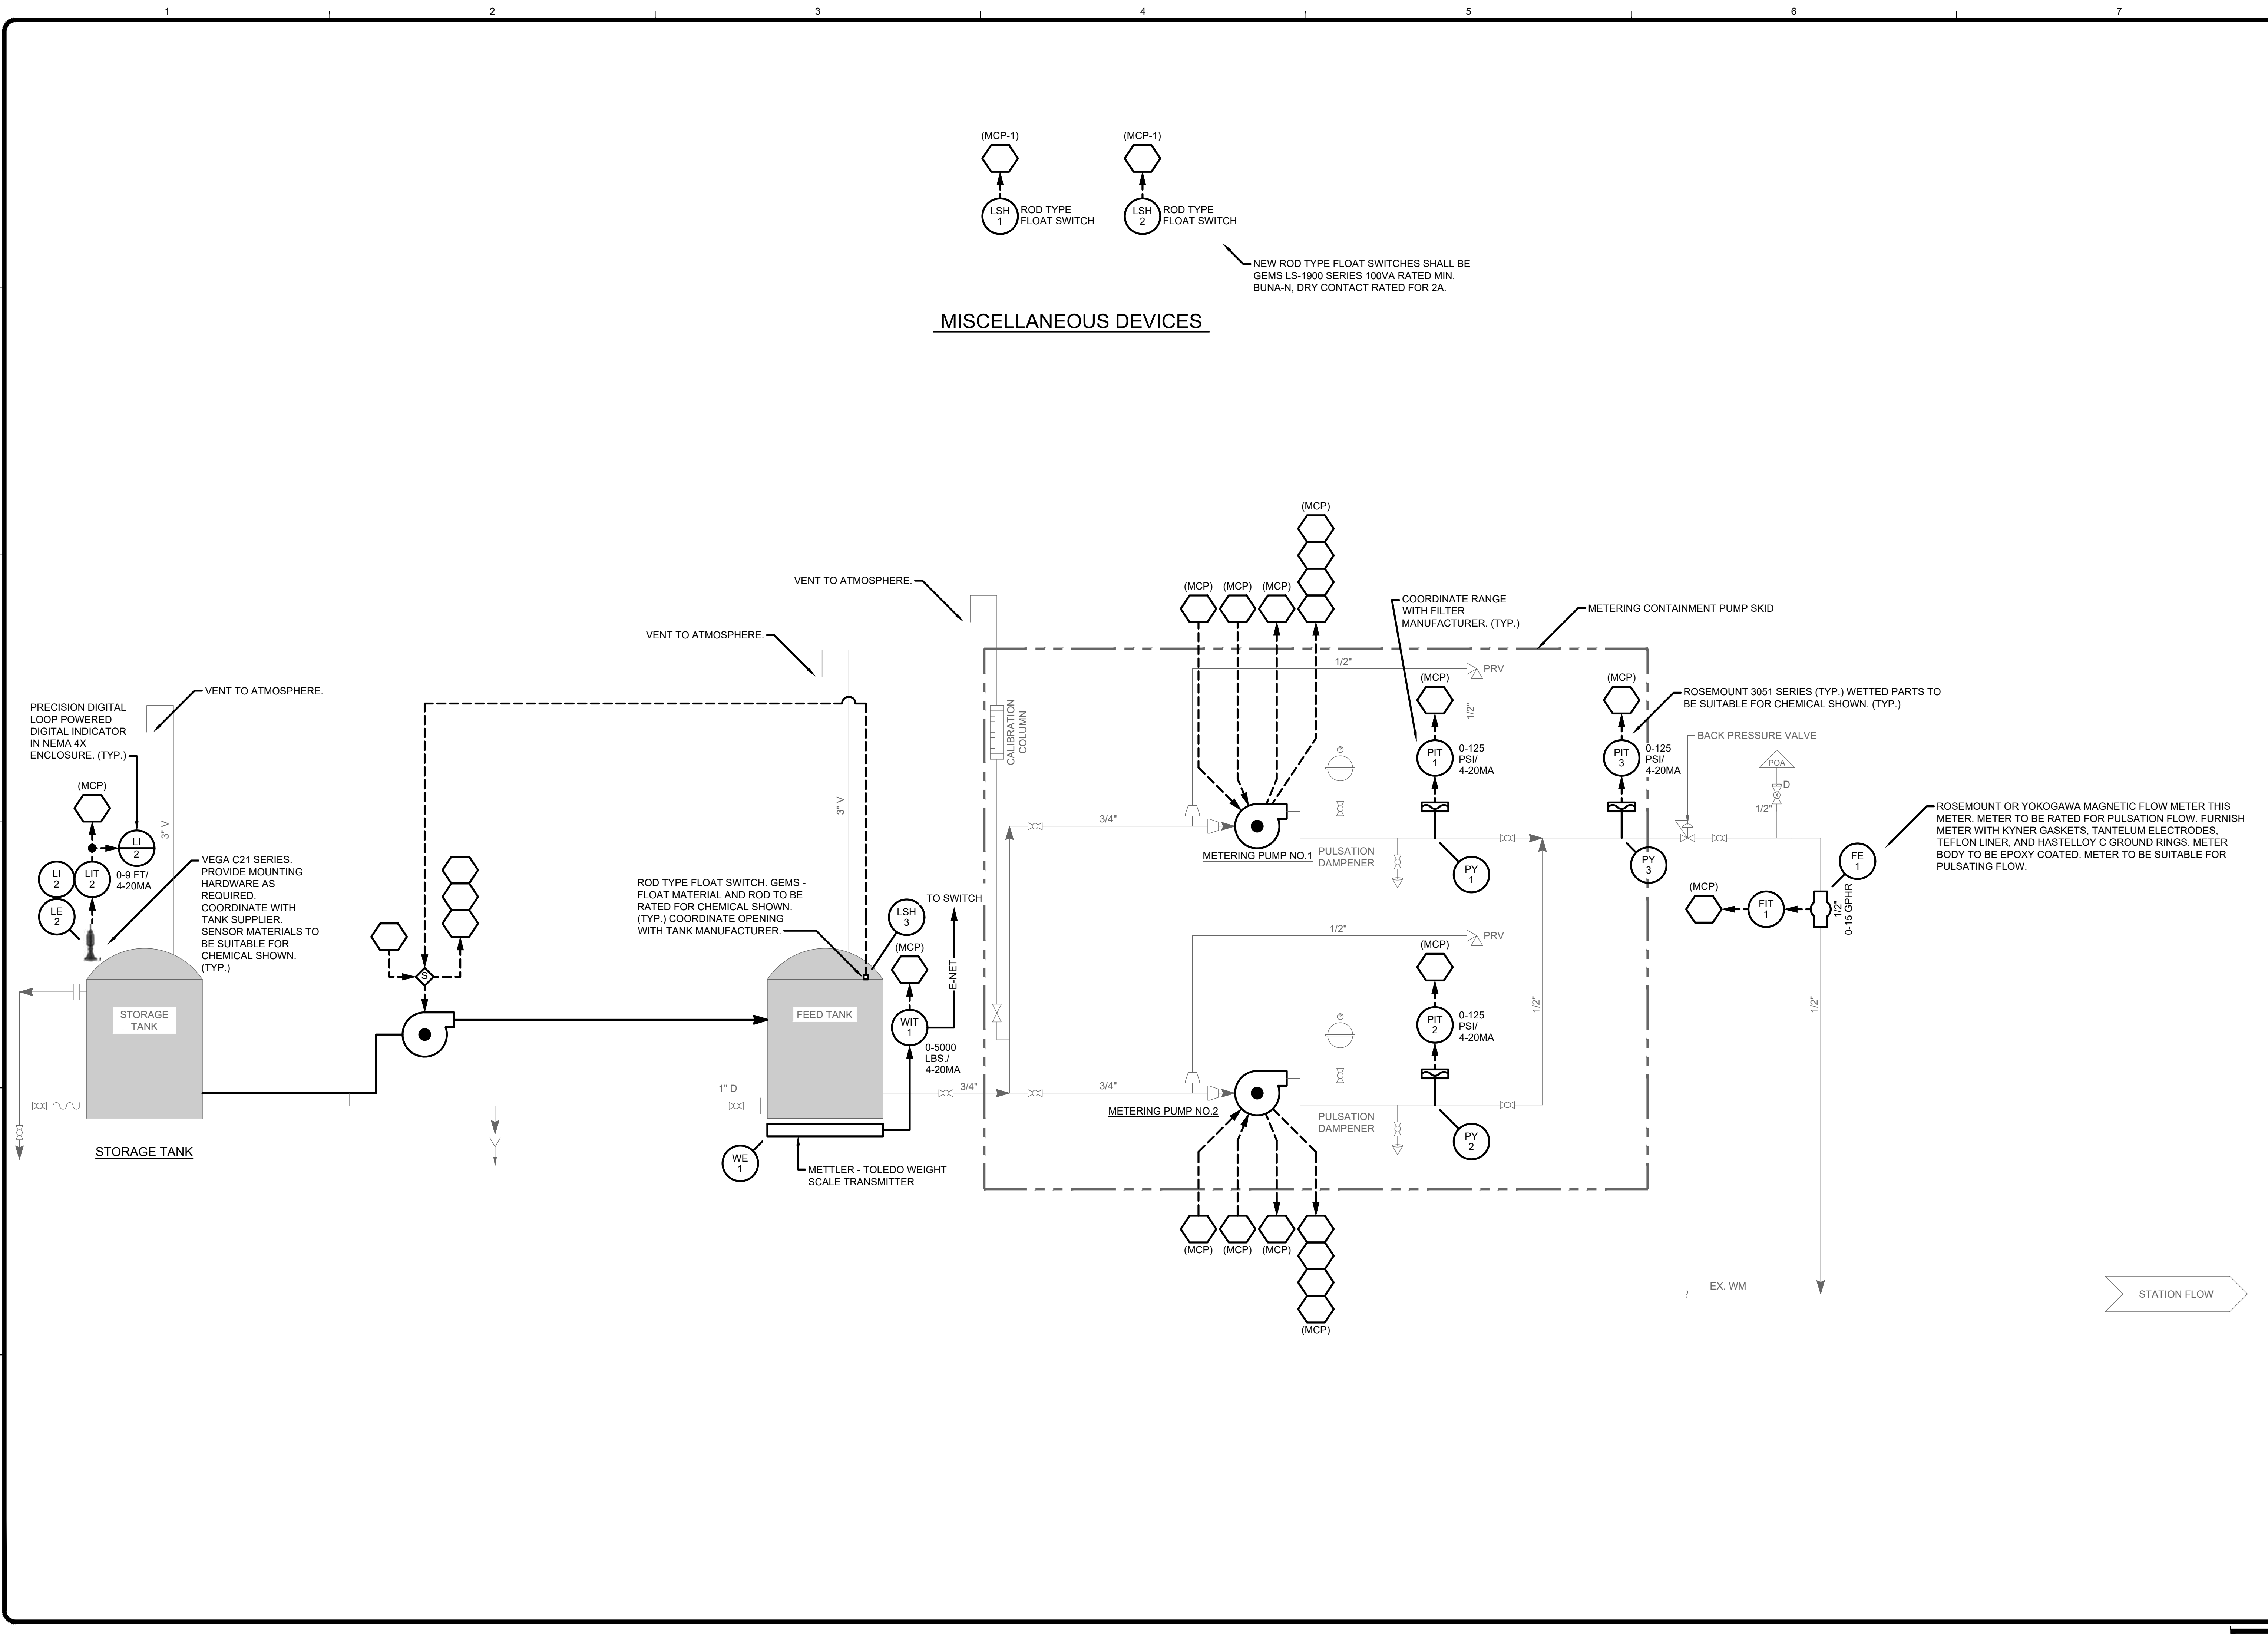 1
2
3
4
5
6
7
(MCP-1)
(MCP-1)
LSH
1
ROD TYPE
FLOAT SWITCH
LSH
2
ROD TYPE
FLOAT SWITCH
NEW ROD TYPE FLOAT SWITCHES SHALL BE
GEMS LS-1900 SERIES 100VA RATED MIN.
BUNA-N, DRY CONTACT RATED FOR 2A.
MISCELLANEOUS DEVICES
VENT TO ATMOSPHERE.
PRECISION DIGITAL
LOOP POWERED
DIGITAL INDICATOR
IN NEMA 4X
ENCLOSURE. (TYP.)
(MCP)
3" V
LI
2
LI
2
LIT
2
0-9 FT/
4-20MA
LE
2
VEGA C21 SERIES.
PROVIDE MOUNTING
HARDWARE AS
REQUIRED.
COORDINATE WITH
TANK SUPPLIER.
SENSOR MATERIALS TO
BE SUITABLE FOR
CHEMICAL SHOWN.
(TYP.)
STORAGE
TANK
STORAGE TANK
S
VENT TO ATMOSPHERE.
3" V
ROD TYPE FLOAT SWITCH. GEMS -
FLOAT MATERIAL AND ROD TO BE
RATED FOR CHEMICAL SHOWN.
(TYP.) COORDINATE OPENING
WITH TANK MANUFACTURER.
LSH
3
TO SWITCH
(MCP)
E-NET
FEED TANK
WIT
1
0-5000
LBS./
4-20MA
1" D
3/4"
WE
1
METTLER - TOLEDO WEIGHT
SCALE TRANSMITTER
VENT TO ATMOSPHERE.
CALIBRATION
COLUMN
(MCP)
(MCP)
(MCP)
(MCP)
COORDINATE RANGE
WITH FILTER
MANUFACTURER. (TYP.)
METERING CONTAINMENT PUMP SKID
1/2"
PRV
1/2"
(MCP)
PIT
1
0-125
PSI/
4-20MA
3/4"
METERING PUMP NO.1
PULSATION
DAMPENER
PY
1
(MCP)
PIT
3
0-125
PSI/
4-20MA
PY
3
ROSEMOUNT 3051 SERIES (TYP.) WETTED PARTS TO
BE SUITABLE FOR CHEMICAL SHOWN. (TYP.)
BACK PRESSURE VALVE
POA
D
1/2"
ROSEMOUNT OR YOKOGAWA MAGNETIC FLOW METER THIS
METER. METER TO BE RATED FOR PULSATION FLOW. FURNISH
METER WITH KYNER GASKETS, TANTELUM ELECTRODES,
TEFLON LINER, AND HASTELLOY C GROUND RINGS. METER
BODY TO BE EPOXY COATED. METER TO BE SUITABLE FOR
PULSATING FLOW.
FE
1
(MCP)
FIT
1
1/2"
0-15 GPHR
1/2"
PRV
(MCP)
PIT
2
0-125
PSI/
4-20MA
1/2"
1/2"
3/4"
METERING PUMP NO.2
PULSATION
DAMPENER
PY
2
(MCP)
(MCP)
(MCP)
(MCP)
EX. WM
STATION FLOW